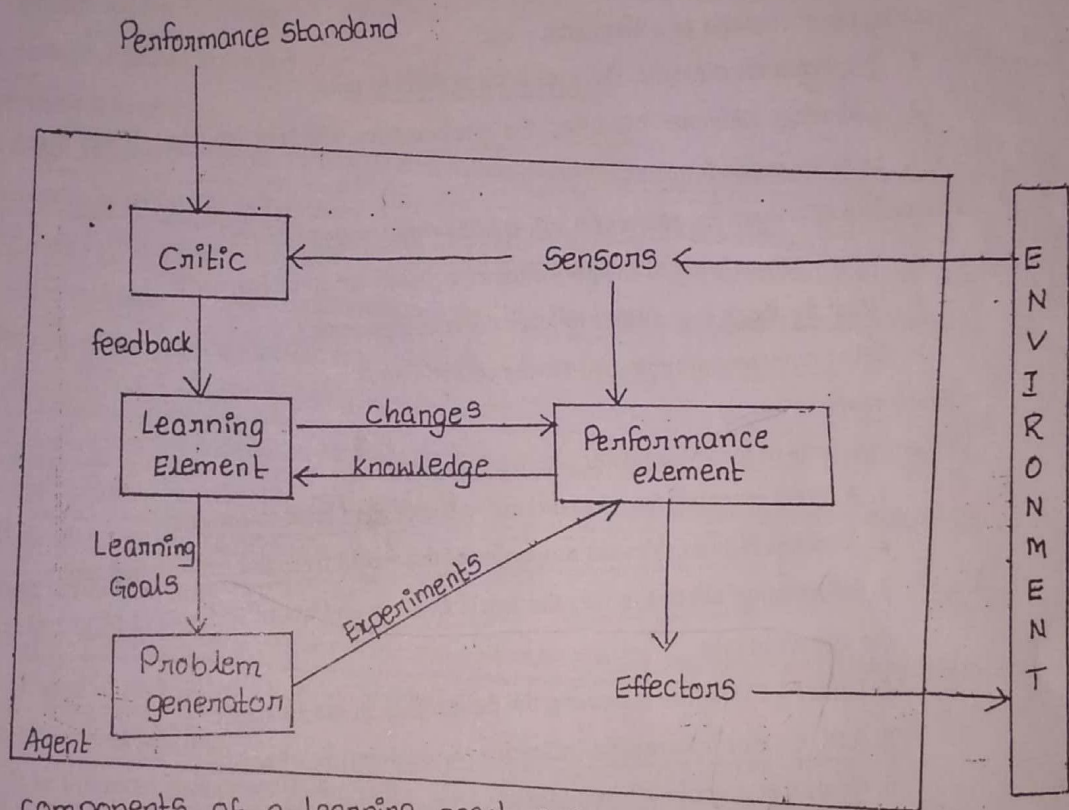 Performance standard
Critic
Sensors
feedback
Learning
Element
Changes
knowledge
Performance
element
Learning
Goals
Experiments
Problem
generator
Effectors
Agent
ENVIRONMENT
components of a learning